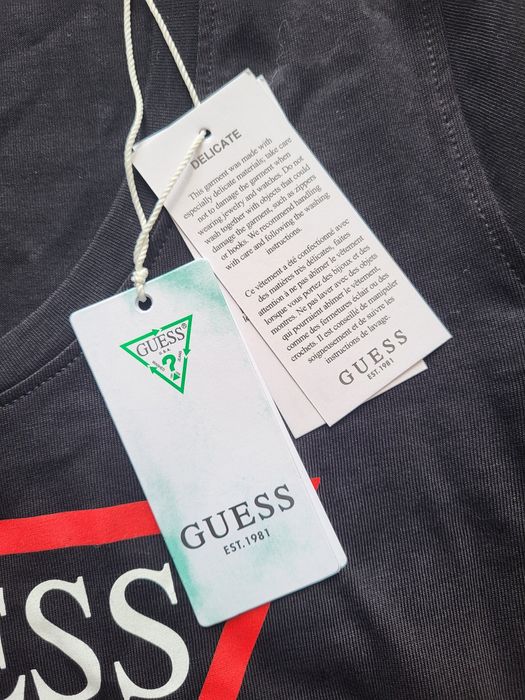 DELICATE
This garment was made with
especially delicate materials; take care
not to damage the garment when
wearing jewelry and watches. Do not
wash together with objects that could
damage the garment, such as zippers
or hooks. We recommend handling
with care and following the washing
instructions.
Ce vêtement a été confectionné avec
des matières très délicates, faites
attention à ne pas abîmer le vêtement
lorsque vous portez des bijoux et des
montres. Ne pas laver avec des objets
qui pourraient abîmer le vêtement,
comme des fermetures éclair ou des
crochets. Il est conseillé de manipuler
soigneusement et de suivre les
instructions de lavage.
GUESS
EST.1981
GUESS®
U.S.A.
?
GUESS
EST.1981
ESS